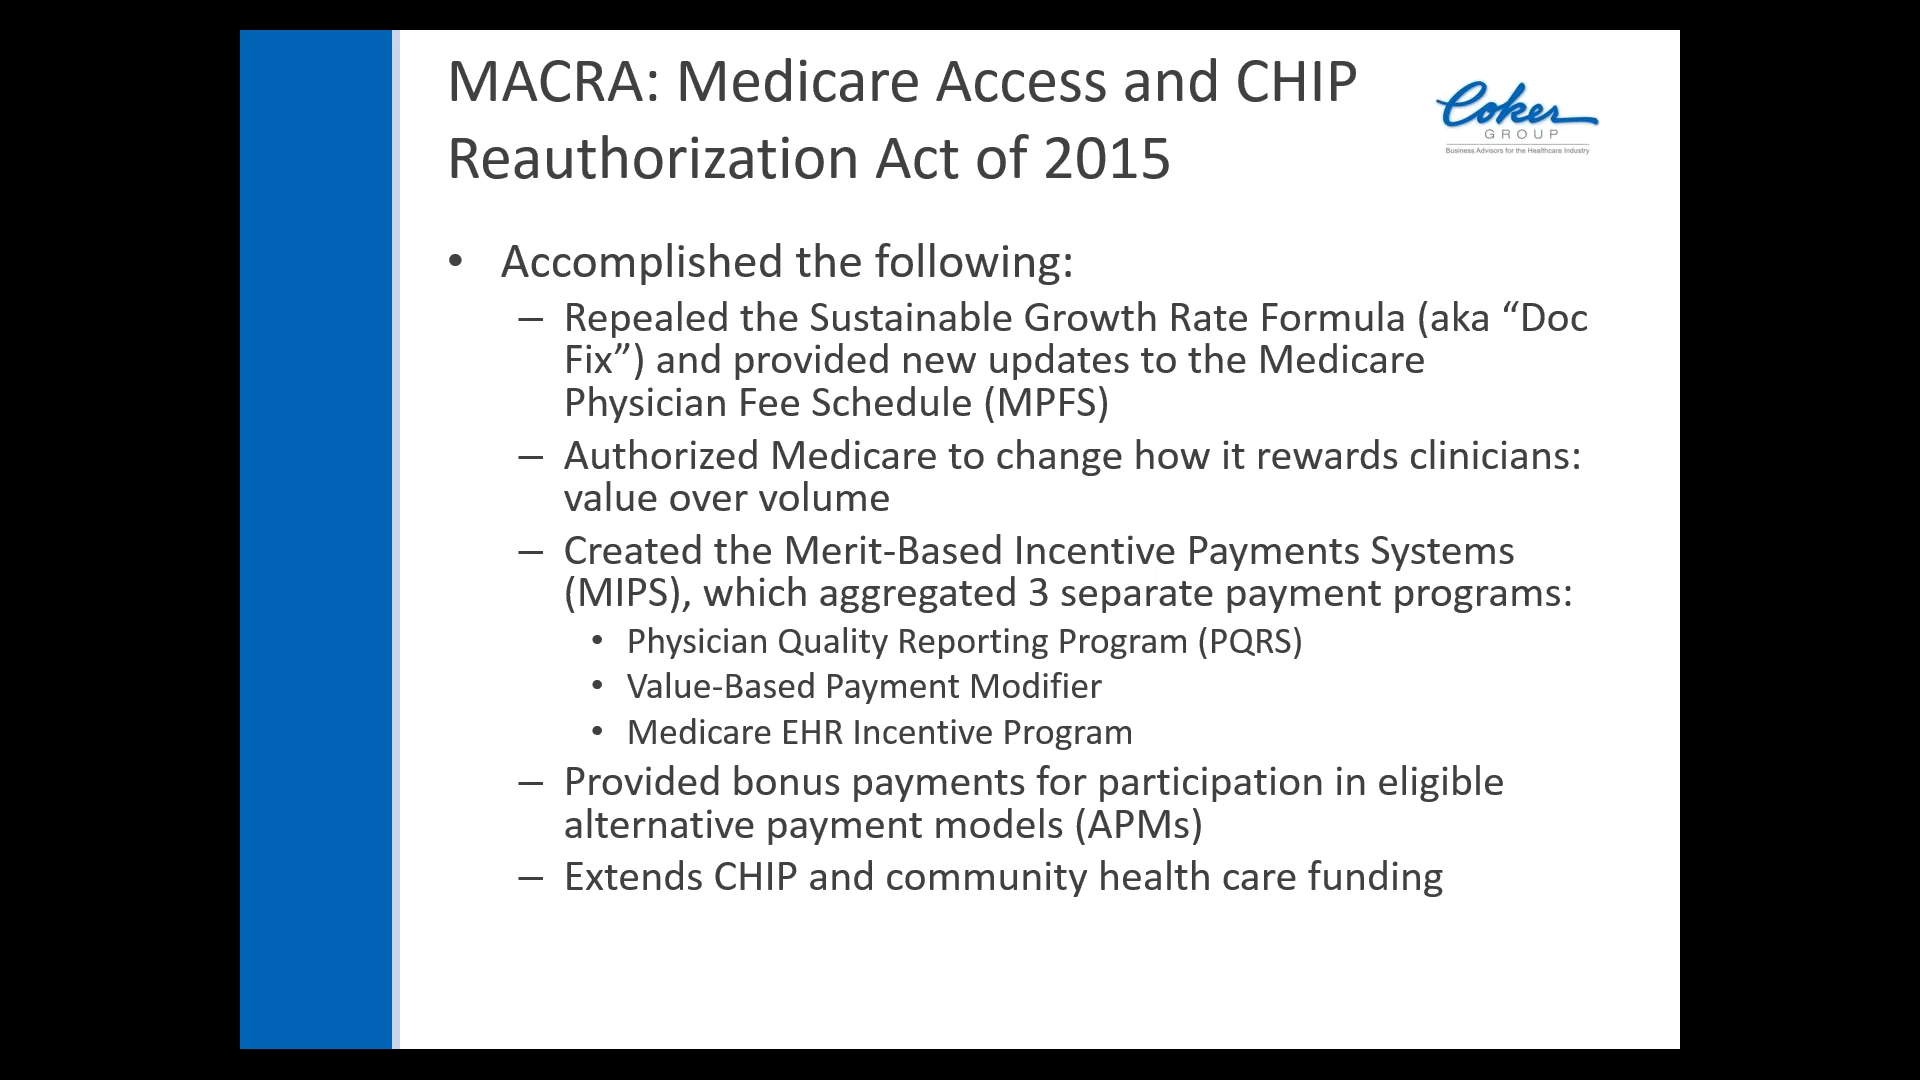 MACRA: Medicare Access and CHIP
Reauthorization Act of 2015
Coker
GROUP
Business Advisors for the Healthcare Industry
• Accomplished the following:
– Repealed the Sustainable Growth Rate Formula (aka “Doc
Fix”) and provided new updates to the Medicare
Physician Fee Schedule (MPFS)
– Authorized Medicare to change how it rewards clinicians:
value over volume
– Created the Merit-Based Incentive Payments Systems
(MIPS), which aggregated 3 separate payment programs:
• Physician Quality Reporting Program (PQRS)
• Value-Based Payment Modifier
• Medicare EHR Incentive Program
– Provided bonus payments for participation in eligible
alternative payment models (APMs)
– Extends CHIP and community health care funding